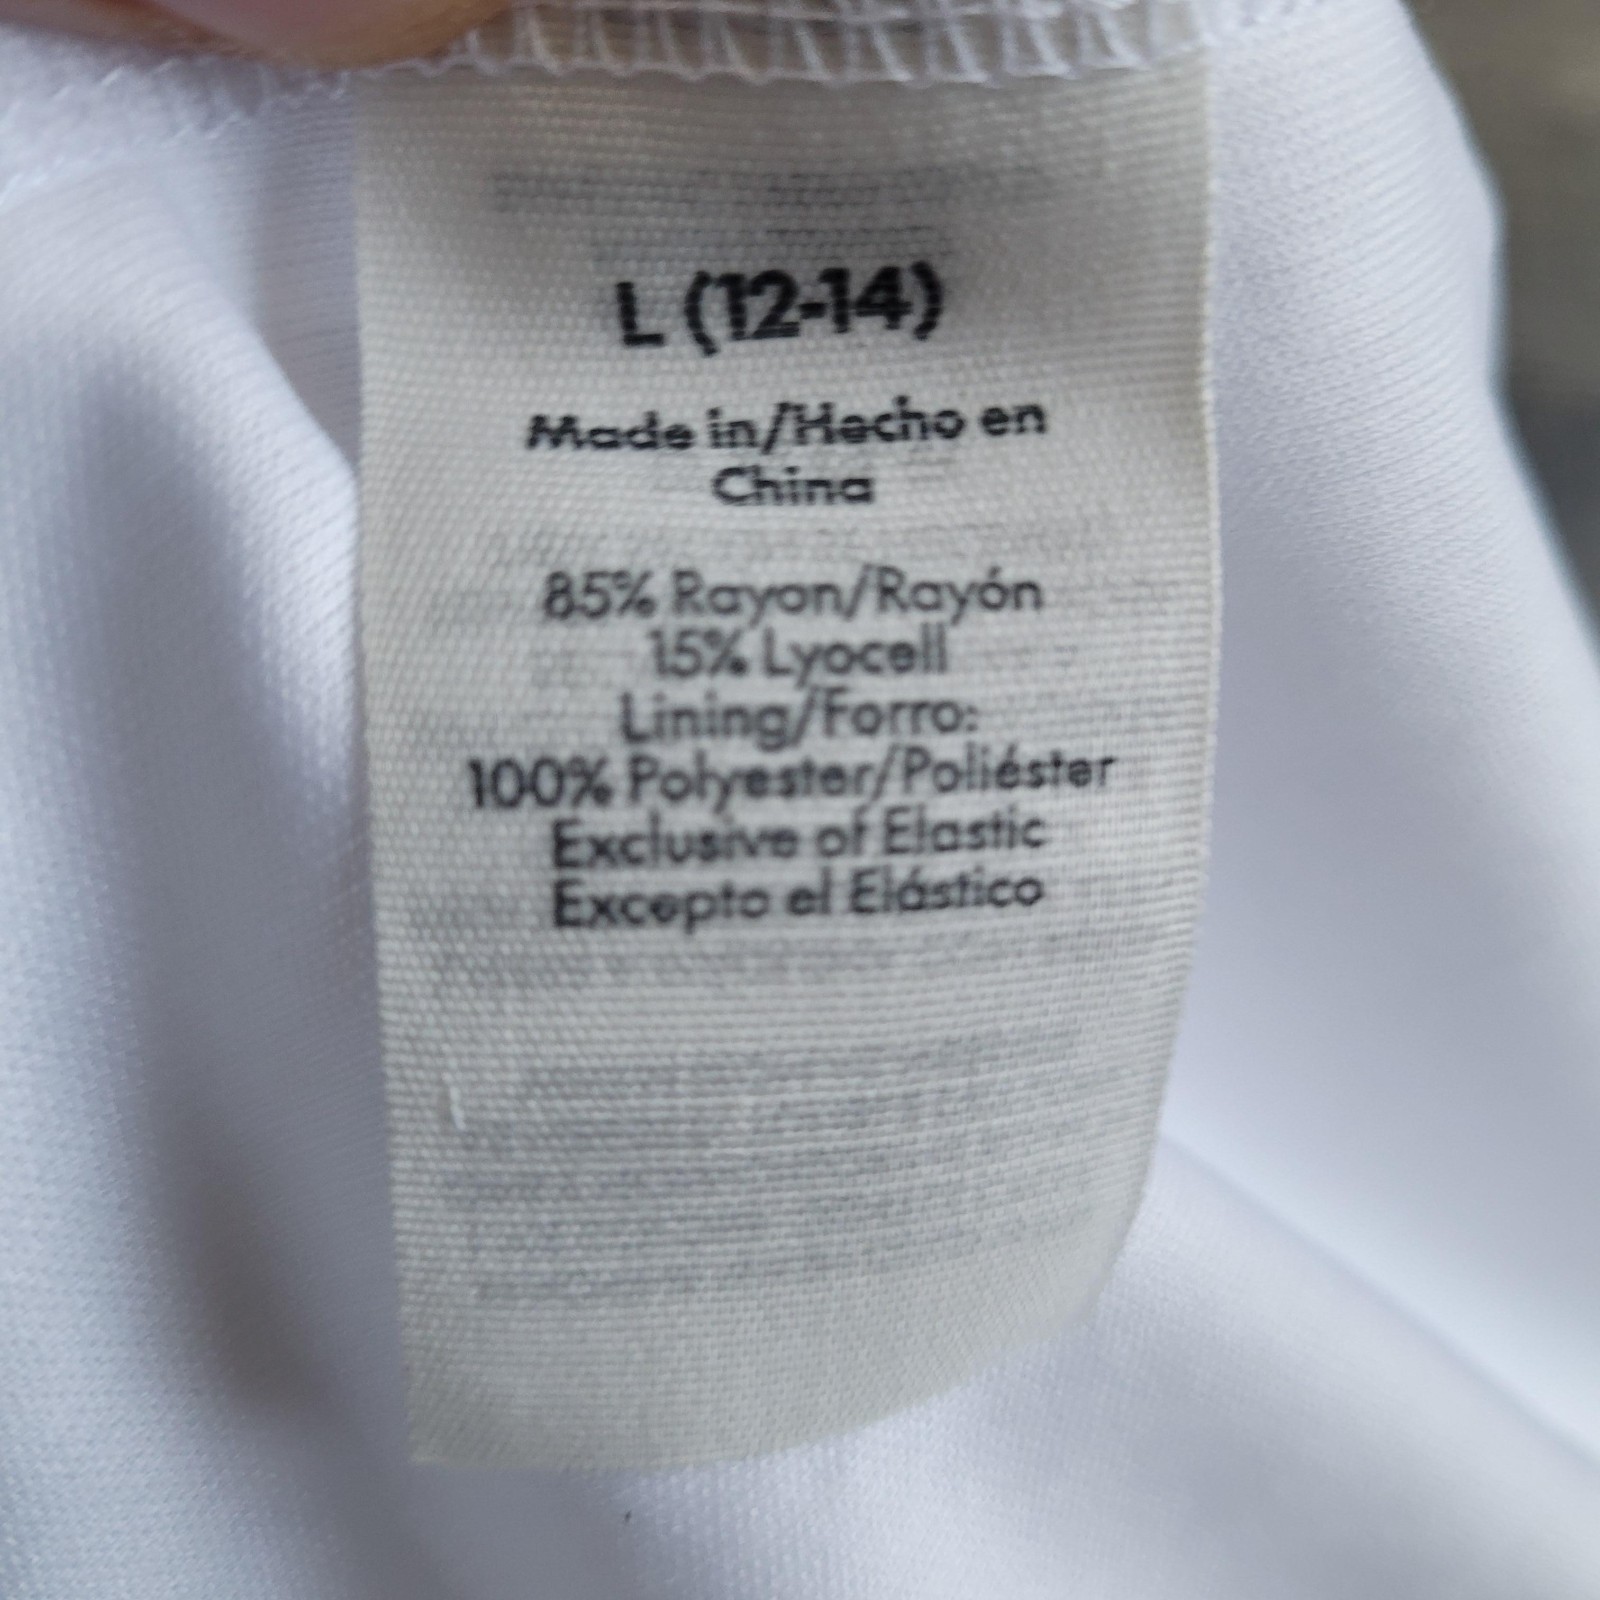 L (12-14)
Made in/Hecho en
China
85% Rayon/Rayón
15% Lyocell
Lining/Forro:
100% Polyester/Poliéster
Exclusive of Elastic
Excepto el Elástico